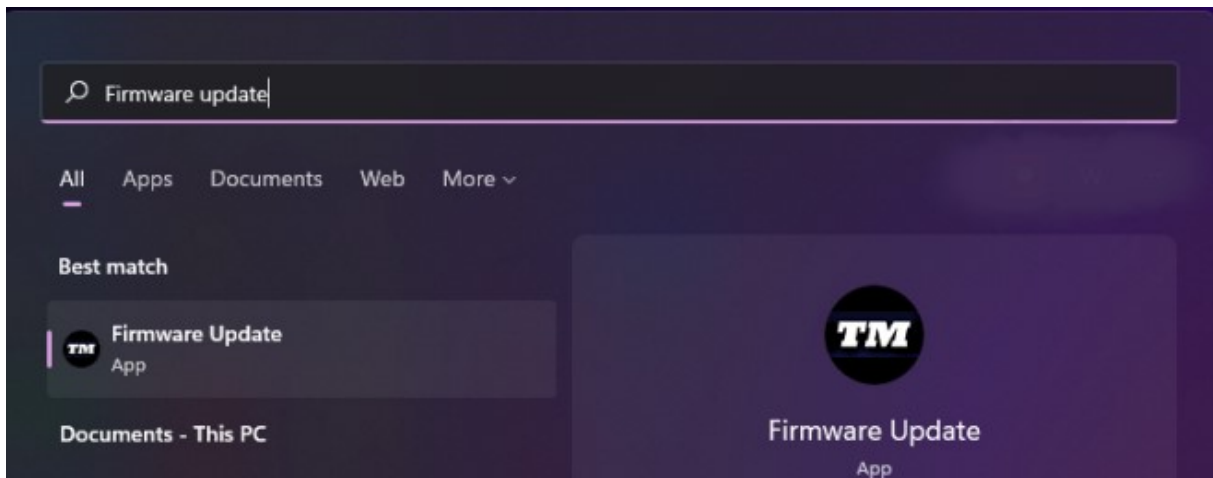 Firmware update
All Apps Documents Web More
Best match
TM
Firmware Update
App
Documents - This PC
TM
Firmware Update
App